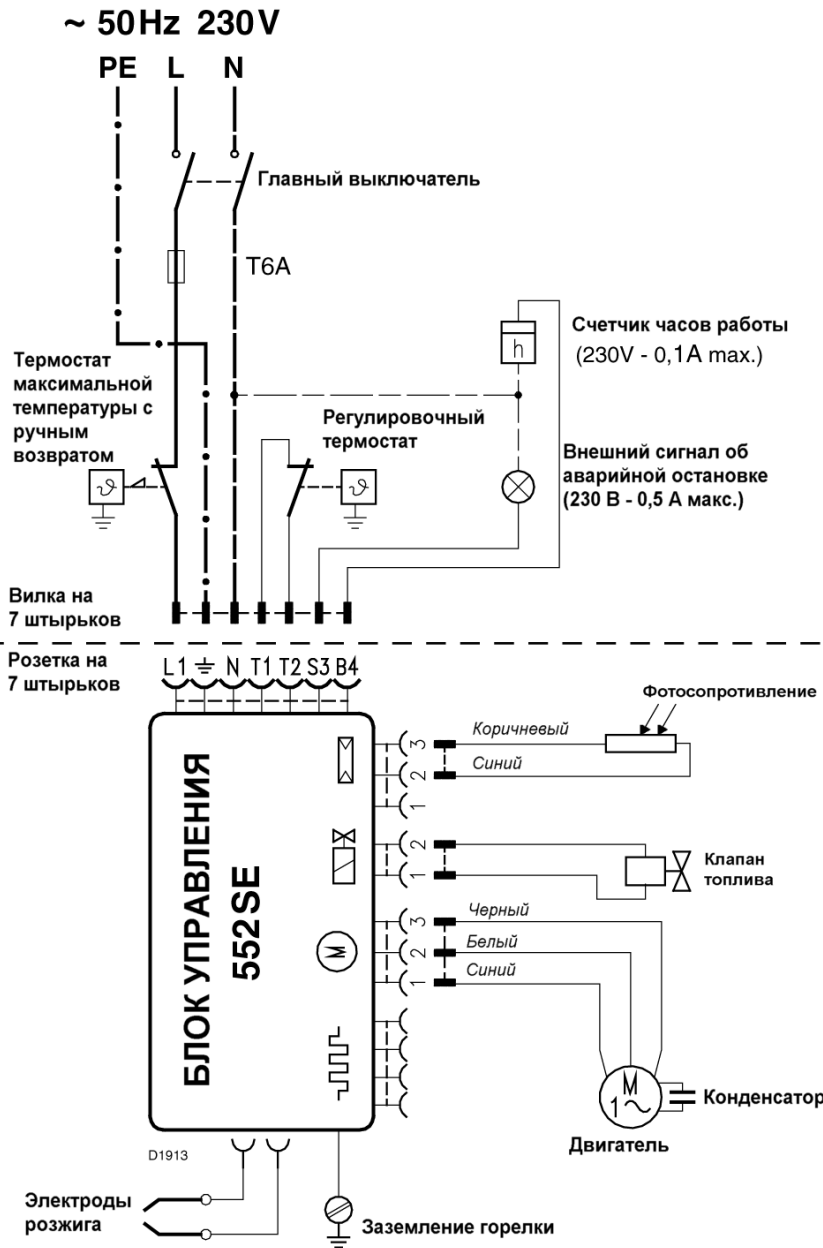 ~ 50Hz 230V
PE L N
Главный выключатель
T6A
Счетчик часов работы
(230V - 0,1A max.)
h
Термостат
максимальной
температуры с
ручным
возвратом
Регулировочный
термостат
Внешний сигнал об
аварийной остановке
(230 В - 0,5 А макс.)
Вилка на
7 штырьков
Розетка на
7 штырьков
L1 N T1 T2 S3 B4
Фотосопротивление
БЛОК УПРАВЛЕНИЯ
552SE
3 Коричневый
2 Синий
1
2
1
Клапан
топлива
3 Черный
2 Белый
1 Синий
M
M
1~
Конденсатор
Двигатель
D1913
Электроды
розжига
Заземление горелки